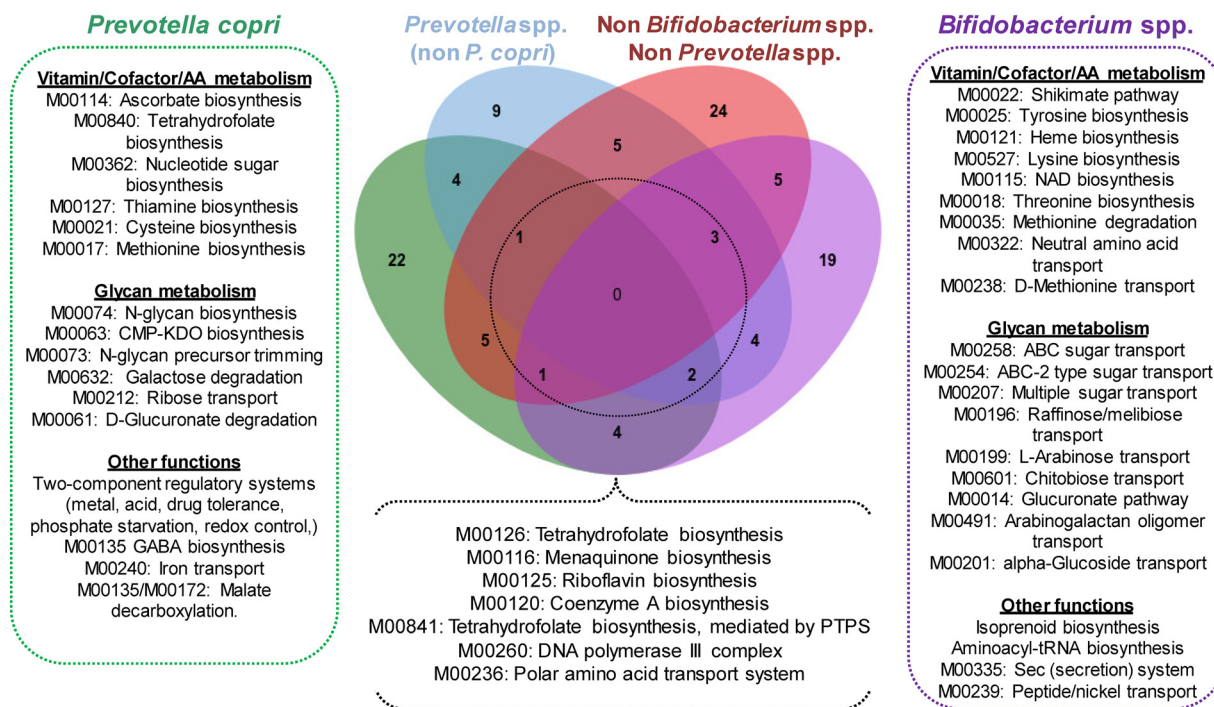 Prevotella copri
Vitamin/Cofactor/AA metabolism
M00114: Ascorbate biosynthesis
M00840: Tetrahydrofolate
biosynthesis
M00362: Nucleotide sugar
biosynthesis
M00127: Thiamine biosynthesis
M00021: Cysteine biosynthesis
M00017: Methionine biosynthesis
Glycan metabolism
M00074: N-glycan biosynthesis
M00063: CMP-KDO biosynthesis
M00073: N-glycan precursor trimming
M00632: Galactose degradation
M00212: Ribose transport
M00061: D-Glucuronate degradation
Other functions
Two-component regulatory systems
(metal, acid, drug tolerance,
phosphate starvation, redox control,)
M00135 GABA biosynthesis
M00240: Iron transport
M00135/M00172: Malate
decarboxylation.
Prevotella spp.
(non P. copri)
Non Bifidobacterium spp.
Non Prevotella spp.
9
24
5
4
5
1
3
22
19
0
5
4
1
2
4
M00126: Tetrahydrofolate biosynthesis
M00116: Menaquinone biosynthesis
M00125: Riboflavin biosynthesis
M00120: Coenzyme A biosynthesis
M00841: Tetrahydrofolate biosynthesis, mediated by PTPS
M00260: DNA polymerase III complex
M00236: Polar amino acid transport system
Bifidobacterium spp.
Vitamin/Cofactor/AA metabolism
M00022: Shikimate pathway
M00025: Tyrosine biosynthesis
M00121: Heme biosynthesis
M00527: Lysine biosynthesis
M00115: NAD biosynthesis
M00018: Threonine biosynthesis
M00035: Methionine degradation
M00322: Neutral amino acid
transport
M00238: D-Methionine transport
Glycan metabolism
M00258: ABC sugar transport
M00254: ABC-2 type sugar transport
M00207: Multiple sugar transport
M00196: Raffinose/melibiose
transport
M00199: L-Arabinose transport
M00601: Chitobiose transport
M00014: Glucuronate pathway
M00491: Arabinogalactan oligomer
transport
M00201: alpha-Glucoside transport
Other functions
Isoprenoid biosynthesis
Aminoacyl-tRNA biosynthesis
M00335: Sec (secretion) system
M00239: Peptide/nickel transport